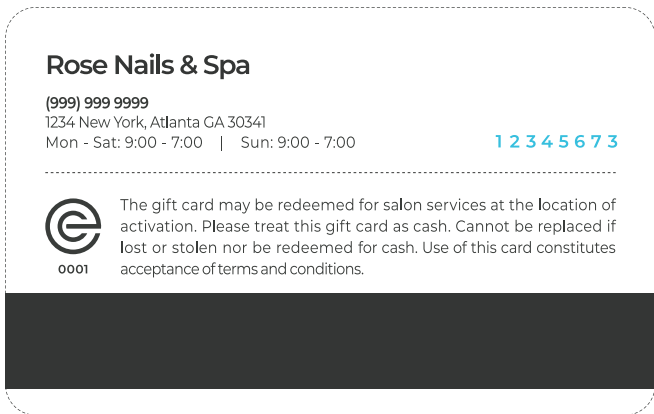 Rose Nails & Spa
(999) 999 9999
1234 New York, Atlanta GA 30341
Mon - Sat: 9:00 - 7:00 | Sun: 9:00 - 7:00
1 2 3 4 5 6 7 3
The gift card may be redeemed for salon services at the location of
activation. Please treat this gift card as cash. Cannot be replaced if
lost or stolen nor be redeemed for cash. Use of this card constitutes
acceptance of terms and conditions.
0001